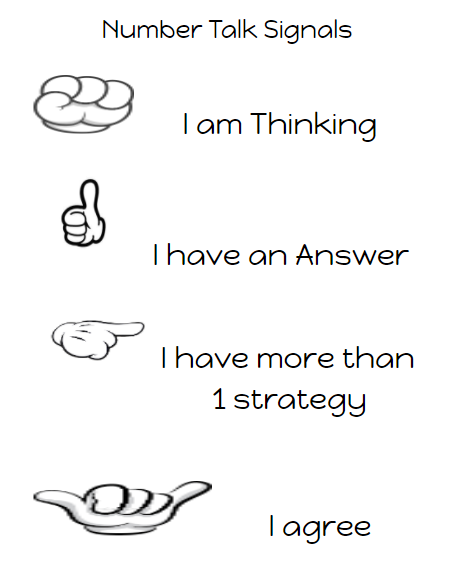 Number Talk Signals
I am Thinking
I have an Answer
I have more than
1 strategy
I agree